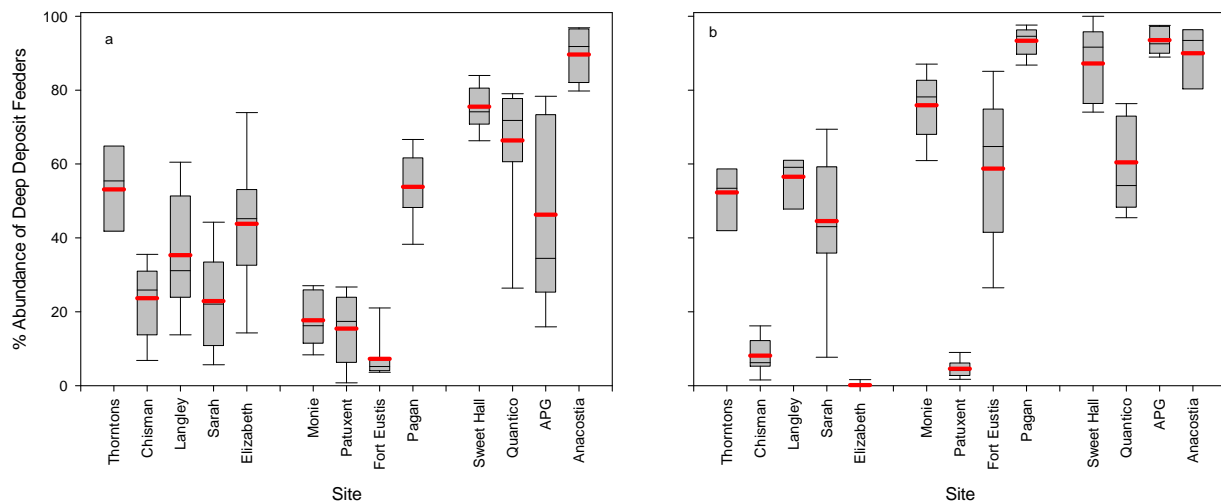 % Abundance of Deep Deposit Feeders
100
80
60
40
20
0
a
Thorntons
Chisman
Langley
Sarah
Elizabeth
Monie
Patuxent
Fort Eustis
Pagan
Sweet Hall
Quantico
APG
Anacostia
Site
b
Thorntons
Chisman
Langley
Sarah
Elizabeth
Monie
Patuxent
Fort Eustis
Pagan
Sweet Hall
Quantico
APG
Anacostia
Site